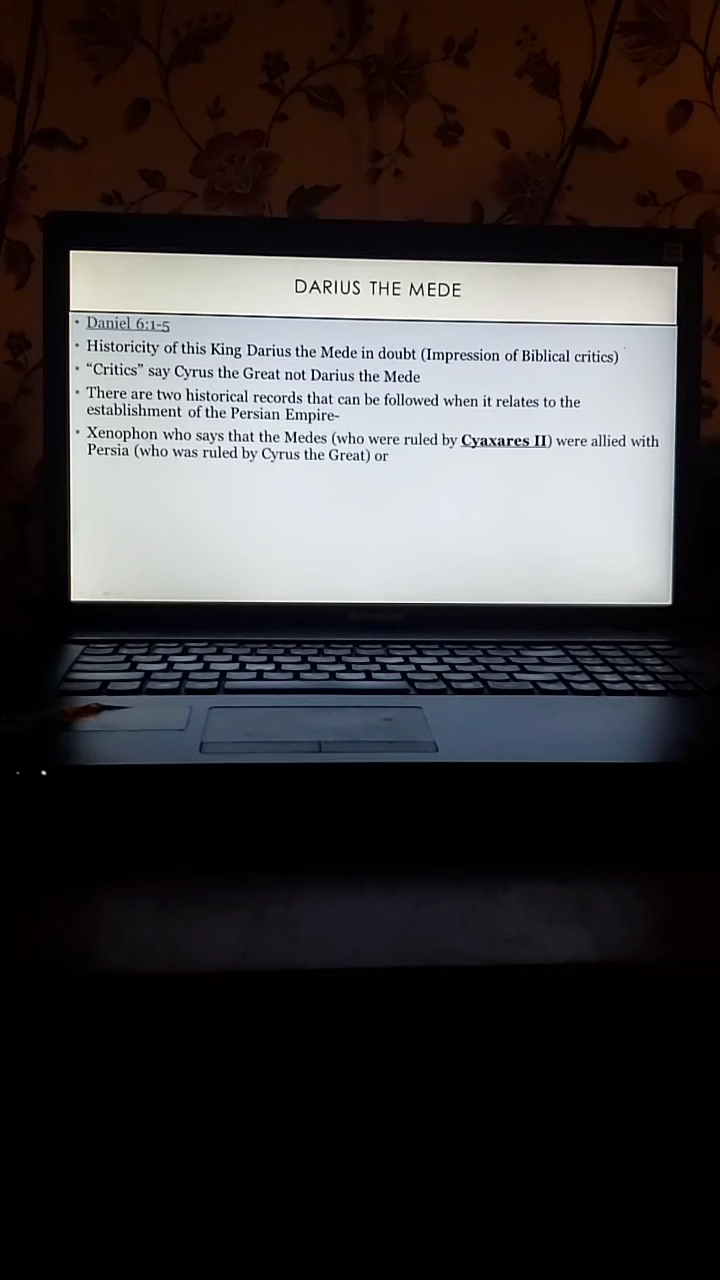 DARIUS THE MEDE
• Daniel 6:1-5
• Historicity of this King Darius the Mede in doubt (Impression of Biblical critics)
• “Critics” say Cyrus the Great not Darius the Mede
• There are two historical records that can be followed when it relates to the
establishment of the Persian Empire-
• Xenophon who says that the Medes (who were ruled by Cyaxares II) were allied with
Persia (who was ruled by Cyrus the Great) or